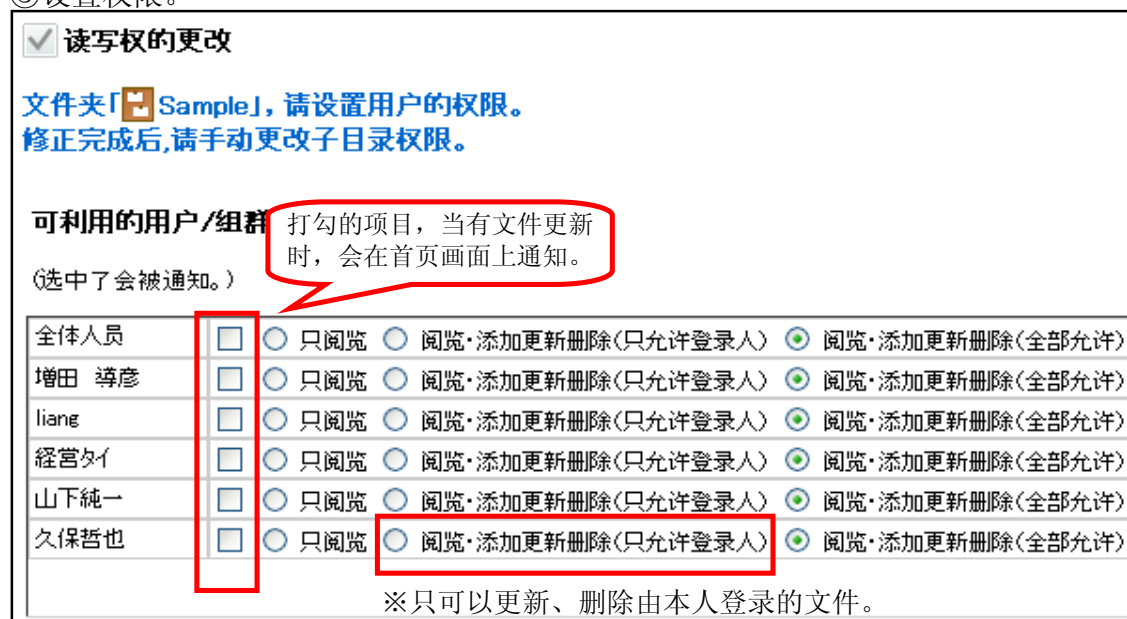 ③设置权限。
读写权的更改
文件夹「Sample」,请设置用户的权限。
修正完成后,请手动更改子目录权限。
可利用的用户/组群
打勾的项目，当有文件更新
时，会在首页画面上通知。
(选中了会被通知。)
全体人员 只阅览 阅览·添加更新删除(只允许登录人) 阅览·添加更新删除(全部允许)
増田 導彦 只阅览 阅览·添加更新删除(只允许登录人) 阅览·添加更新删除(全部允许)
liang 只阅览 阅览·添加更新删除(只允许登录人) 阅览·添加更新删除(全部允许)
経営タイ 只阅览 阅览·添加更新删除(只允许登录人) 阅览·添加更新删除(全部允许)
山下純一 只阅览 阅览·添加更新删除(只允许登录人) 阅览·添加更新删除(全部允许)
久保哲也 只阅览 阅览·添加更新删除(只允许登录人) 阅览·添加更新删除(全部允许)
※只可以更新、删除由本人登录的文件。